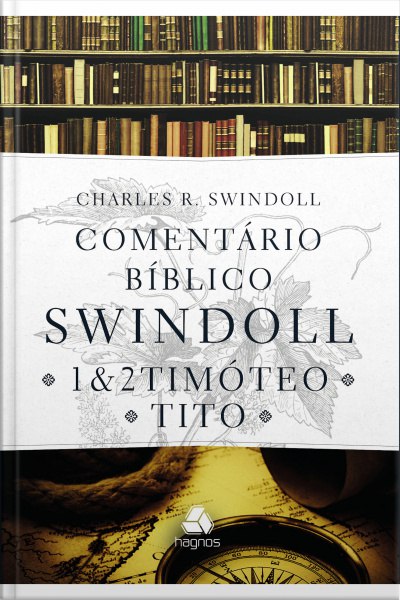 CHARLES R. SWINDOLL
COMENTÁRIO
BÍBLICO
SWINDOLL
1&2TIMÓTEO
TITO
hagnos